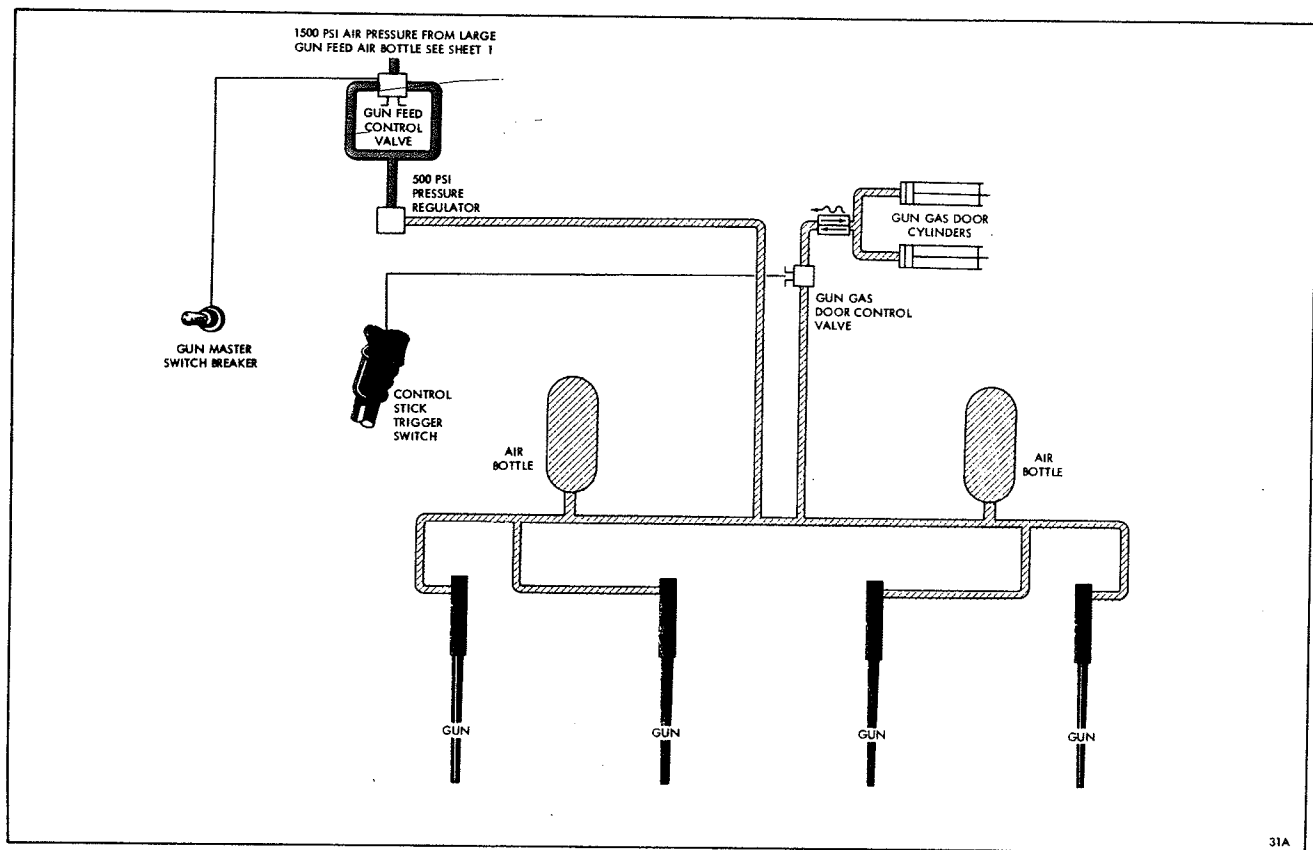 1500 PSI AIR PRESSURE FROM LARGE
GUN FEED AIR BOTTLE SEE SHEET 1
GUN FEED
CONTROL
VALVE
500 PSI
PRESSURE
REGULATOR
GUN GAS DOOR
CYLINDERS
GUN GAS
DOOR CONTROL
VALVE
GUN MASTER
SWITCH BREAKER
CONTROL
STICK
TRIGGER
SWITCH
AIR
BOTTLE
AIR
BOTTLE
GUN
GUN
GUN
GUN
31A